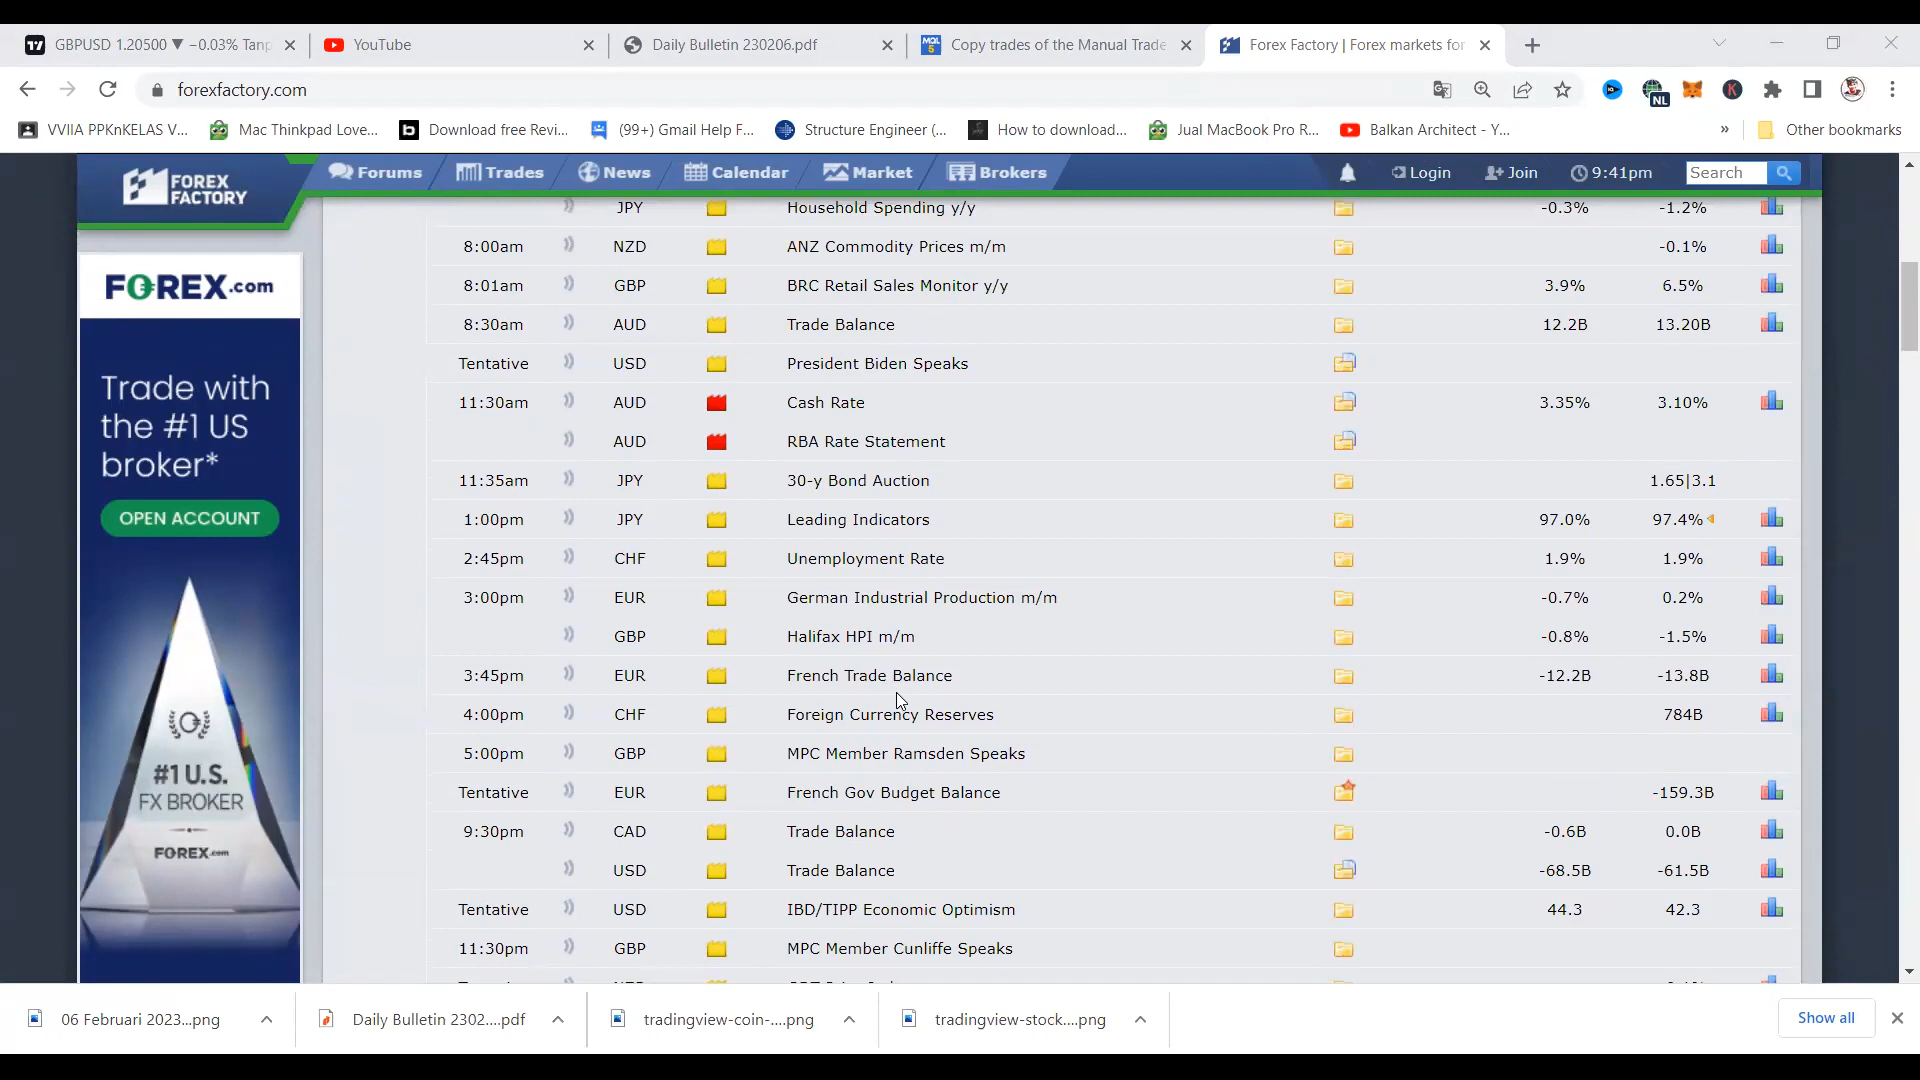 GBPUSD 1.20500 ▼ −0.03% Tanp
YouTube
Daily Bulletin 230206.pdf
Copy trades of the Manual Trade
Forex Factory | Forex markets for
forexfactory.com
NL
VVIIA PPKnKELAS V...
Mac Thinkpad Love...
Download free Revi...
(99+) Gmail Help F...
Structure Engineer (...
How to download...
Jual MacBook Pro R...
Balkan Architect - Y...
»
Other bookmarks
FOREX FACTORY
Forums
Trades
News
Calendar
Market
Brokers
Login
Join
9:41pm
Search
JPY Household Spending y/y -0.3% -1.2%
8:00am NZD ANZ Commodity Prices m/m -0.1%
8:01am GBP BRC Retail Sales Monitor y/y 3.9% 6.5%
8:30am AUD Trade Balance 12.2B 13.20B
Tentative USD President Biden Speaks
11:30am AUD Cash Rate 3.35% 3.10%
AUD RBA Rate Statement
11:35am JPY 30-y Bond Auction 1.65|3.1
1:00pm JPY Leading Indicators 97.0% 97.4%
2:45pm CHF Unemployment Rate 1.9% 1.9%
3:00pm EUR German Industrial Production m/m -0.7% 0.2%
GBP Halifax HPI m/m -0.8% -1.5%
3:45pm EUR French Trade Balance -12.2B -13.8B
4:00pm CHF Foreign Currency Reserves 784B
5:00pm GBP MPC Member Ramsden Speaks
Tentative EUR French Gov Budget Balance -159.3B
9:30pm CAD Trade Balance -0.6B 0.0B
USD Trade Balance -68.5B -61.5B
Tentative USD IBD/TIPP Economic Optimism 44.3 42.3
11:30pm GBP MPC Member Cunliffe Speaks
FOREX.com
Trade with
the #1 US
broker*
OPEN ACCOUNT
#1 U.S.
FX BROKER
FOREX.com
06 Februari 2023...png
Daily Bulletin 2302....pdf
tradingview-coin-....png
tradingview-stock....png
Show all